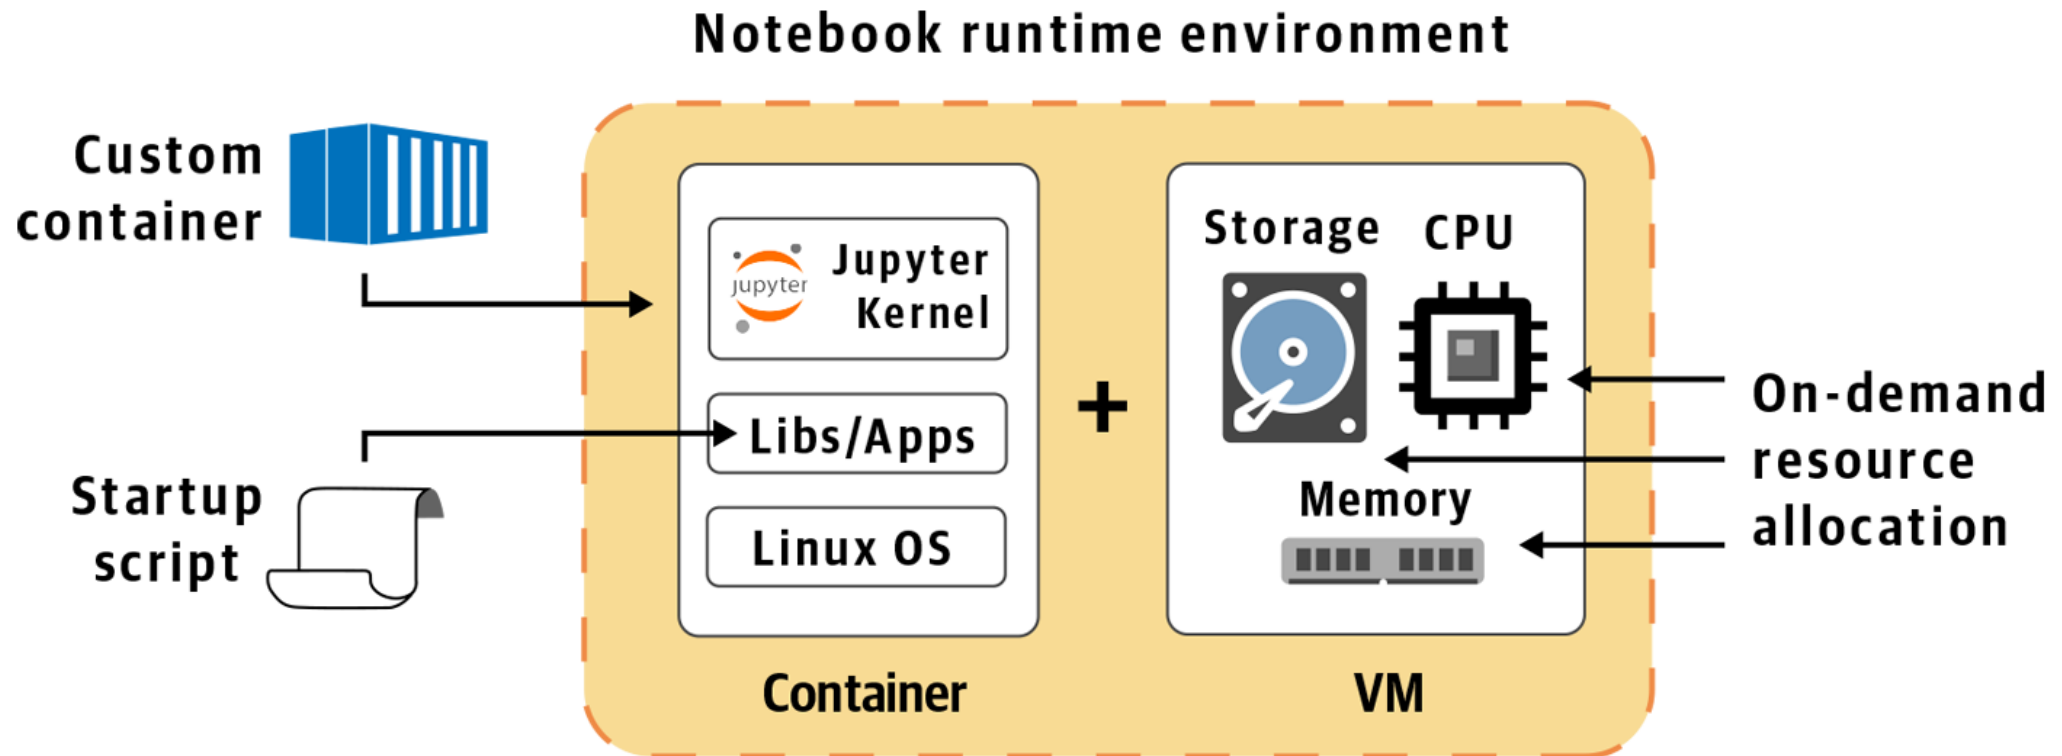 Notebook runtime environment
Custom
container
Startup
script
jupyter
Jupyter
Kernel
Libs/Apps
Linux OS
Container
+
Storage
CPU
Memory
VM
On-demand
resource
allocation